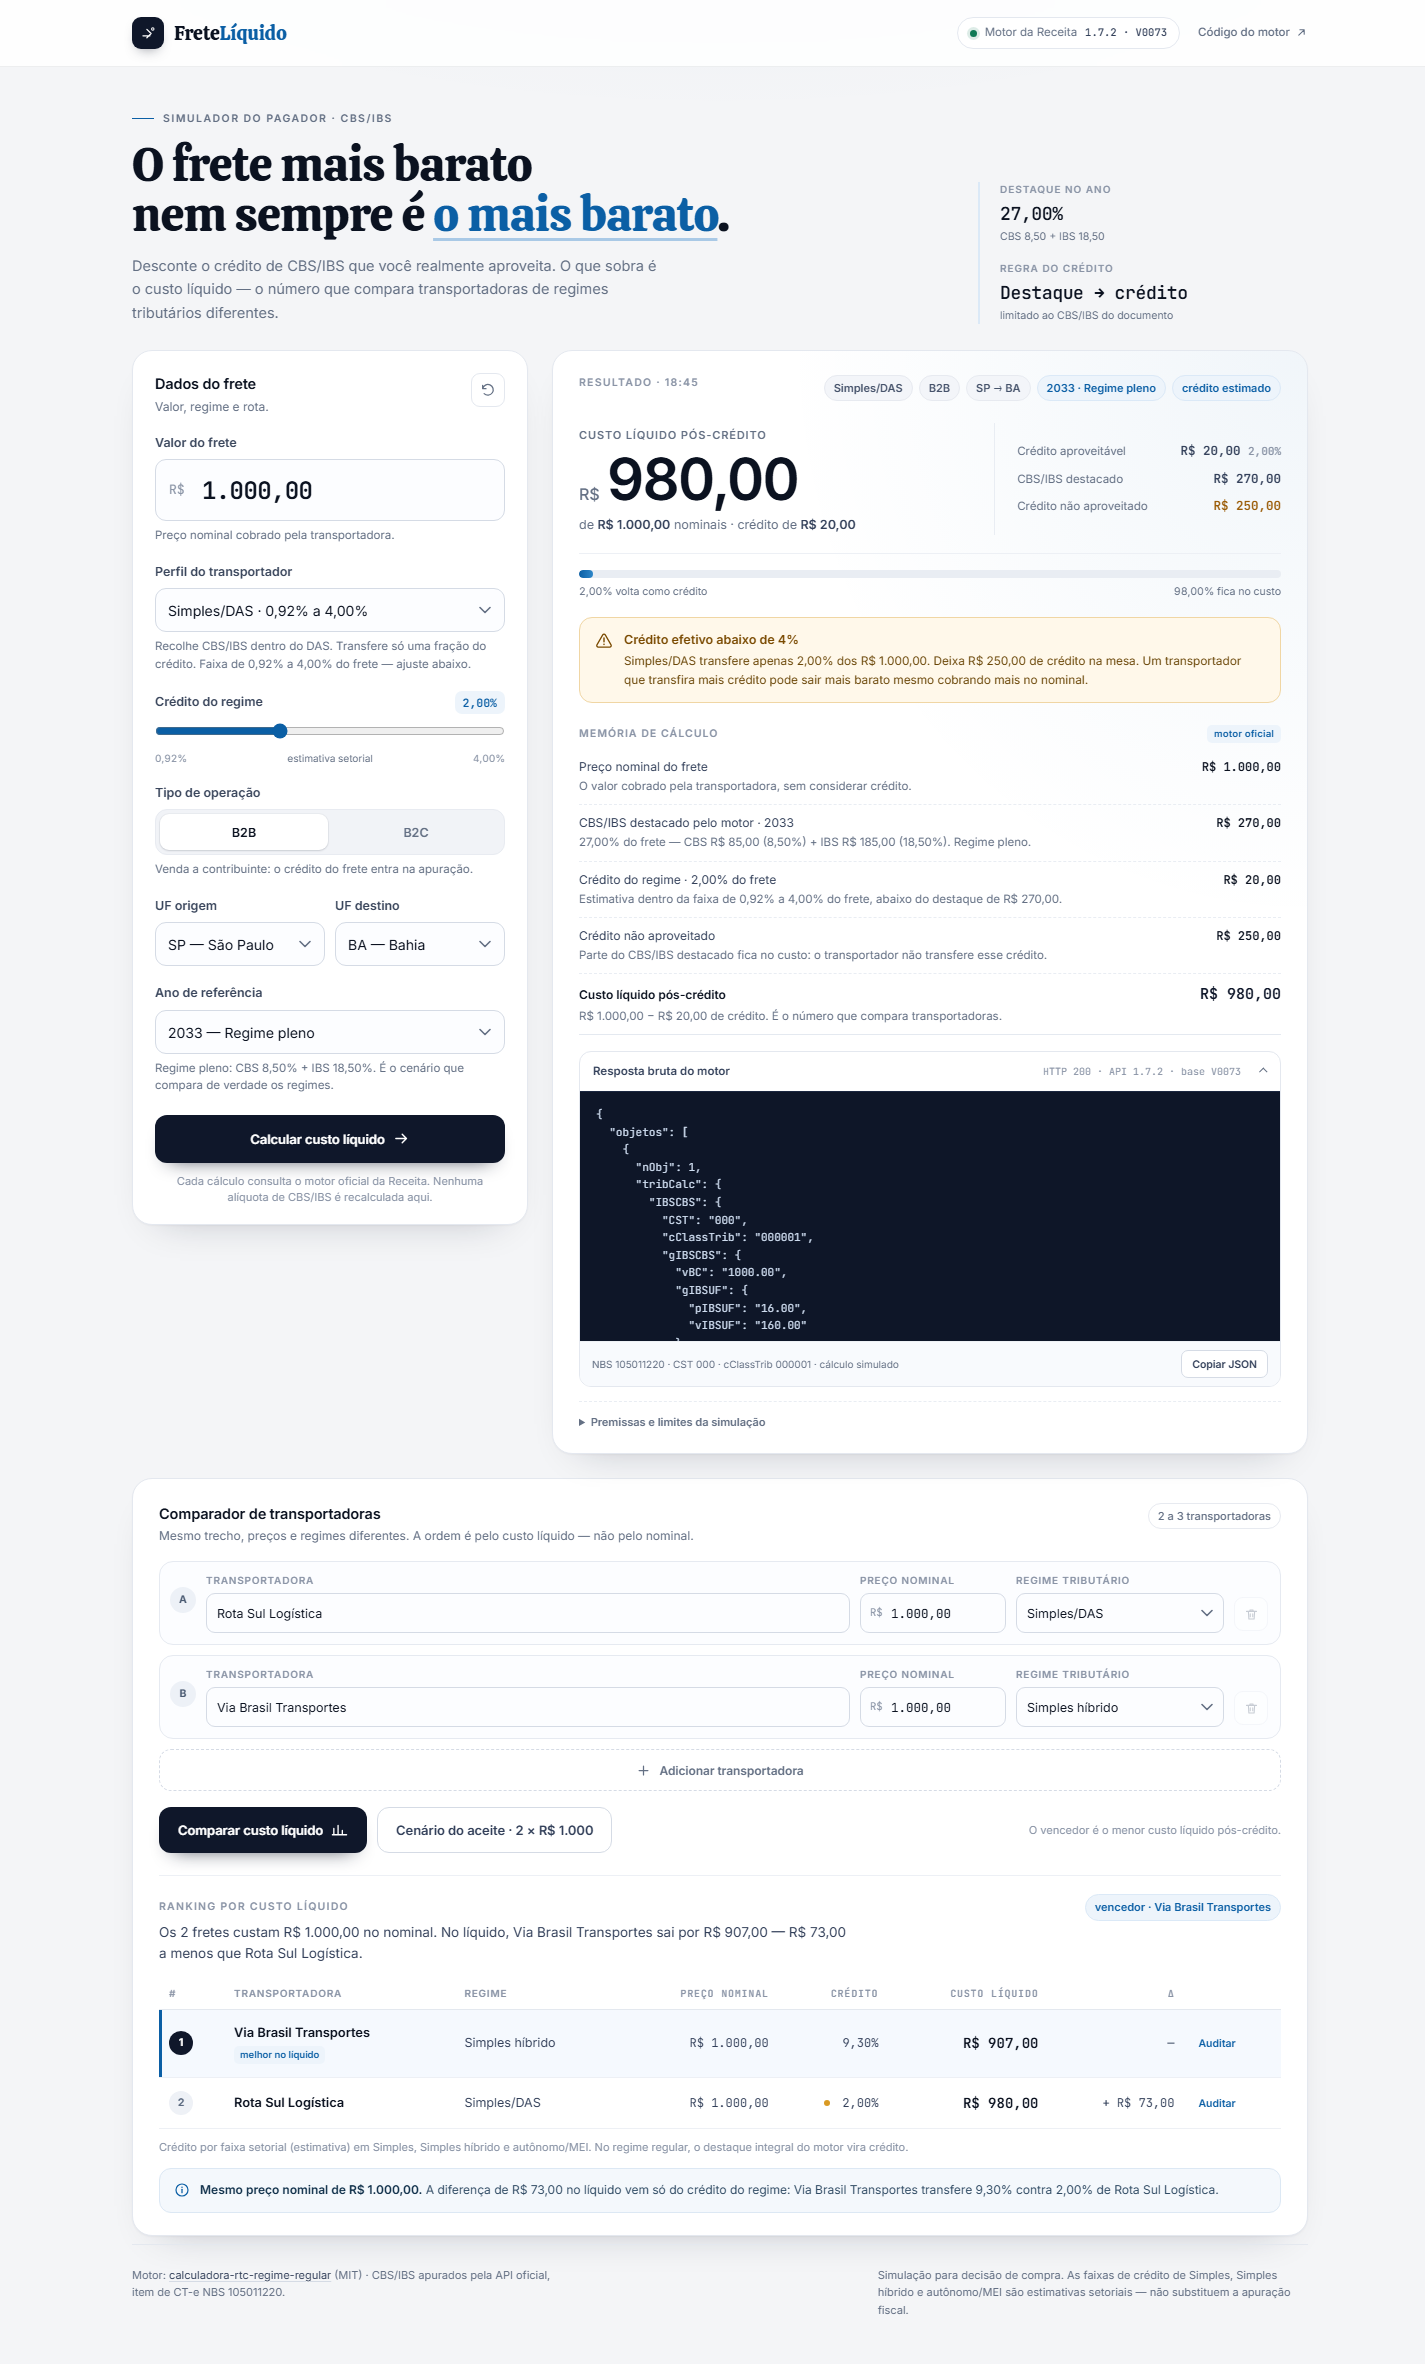 FreteLíquido
Motor da Receita 1.7.2 · V0073
Código do motor ↗
SIMULADOR DO PAGADOR · CBS/IBS
O frete mais barato
nem sempre é o mais barato.
Desconte o crédito de CBS/IBS que você realmente aproveita. O que sobra é
o custo líquido — o número que compara transportadoras de regimes
tributários diferentes.
DESTAQUE NO ANO
27,00%
CBS 8,50 + IBS 18,50
REGRA DO CRÉDITO
Destaque → crédito
limitado ao CBS/IBS do documento
Dados do frete
Valor, regime e rota.
Valor do frete
R$ 1.000,00
Preço nominal cobrado pela transportadora.
Perfil do transportador
Simples/DAS · 0,92% a 4,00%
Recolhe CBS/IBS dentro do DAS. Transfere só uma fração do
crédito. Faixa de 0,92% a 4,00% do frete — ajuste abaixo.
Crédito do regime 2,00%
0,92% estimativa setorial 4,00%
Tipo de operação
B2B B2C
Venda a contribuinte: o crédito do frete entra na apuração.
UF origem UF destino
SP — São Paulo BA — Bahia
Ano de referência
2033 — Regime pleno
Regime pleno: CBS 8,50% + IBS 18,50%. É o cenário que
compara de verdade os regimes.
Calcular custo líquido →
Cada cálculo consulta o motor oficial da Receita. Nenhuma
alíquota de CBS/IBS é recalculada aqui.
RESULTADO · 18:45
Simples/DAS B2B SP → BA 2033 · Regime pleno crédito estimado
CUSTO LÍQUIDO PÓS-CRÉDITO
R$ 980,00
de R$ 1.000,00 nominais · crédito de R$ 20,00
Crédito aproveitável R$ 20,00 2,00%
CBS/IBS destacado R$ 270,00
Crédito não aproveitado R$ 250,00
2,00% volta como crédito 98,00% fica no custo
Crédito efetivo abaixo de 4%
Simples/DAS transfere apenas 2,00% dos R$ 1.000,00. Deixa R$ 250,00 de crédito na mesa. Um transportador
que transfira mais crédito pode sair mais barato mesmo cobrando mais no nominal.
MEMÓRIA DE CÁLCULO motor oficial
Preço nominal do frete R$ 1.000,00
O valor cobrado pela transportadora, sem considerar crédito.
CBS/IBS destacado pelo motor · 2033 R$ 270,00
27,00% do frete — CBS R$ 85,00 (8,50%) + IBS R$ 185,00 (18,50%). Regime pleno.
Crédito do regime · 2,00% do frete R$ 20,00
Estimativa dentro da faixa de 0,92% a 4,00% do frete, abaixo do destaque de R$ 270,00.
Crédito não aproveitado R$ 250,00
Parte do CBS/IBS destacado fica no custo: o transportador não transfere esse crédito.
Custo líquido pós-crédito R$ 980,00
R$ 1.000,00 − R$ 20,00 de crédito. É o número que compara transportadoras.
Resposta bruta do motor HTTP 200 · API 1.7.2 · base V0073
{
"objetos": [
{
"nObj": 1,
"tribCalc": {
"IBSCBS": {
"CST": "000",
"cClassTrib": "000001",
"gIBSCBS": {
"vBC": "1000.00",
"gIBSUF": {
"pIBSUF": "16.00",
"vIBSUF": "160.00"
NBS 105011220 · CST 000 · cClassTrib 000001 · cálculo simulado Copiar JSON
▶ Premissas e limites da simulação
Comparador de transportadoras
Mesmo trecho, preços e regimes diferentes. A ordem é pelo custo líquido — não pelo nominal.
2 a 3 transportadoras
TRANSPORTADORA PREÇO NOMINAL REGIME TRIBUTÁRIO
A Rota Sul Logística R$ 1.000,00 Simples/DAS
TRANSPORTADORA PREÇO NOMINAL REGIME TRIBUTÁRIO
B Via Brasil Transportes R$ 1.000,00 Simples híbrido
+ Adicionar transportadora
Comparar custo líquido
Cenário do aceite · 2 × R$ 1.000
O vencedor é o menor custo líquido pós-crédito.
RANKING POR CUSTO LÍQUIDO
vencedor · Via Brasil Transportes
Os 2 fretes custam R$ 1.000,00 no nominal. No líquido, Via Brasil Transportes sai por R$ 907,00 — R$ 73,00
a menos que Rota Sul Logística.
# TRANSPORTADORA REGIME PREÇO NOMINAL CRÉDITO CUSTO LÍQUIDO Δ
1 Via Brasil Transportes Simples híbrido R$ 1.000,00 9,30% R$ 907,00 — Auditar
melhor no líquido
2 Rota Sul Logística Simples/DAS R$ 1.000,00 2,00% R$ 980,00 + R$ 73,00 Auditar
Crédito por faixa setorial (estimativa) em Simples, Simples híbrido e autônomo/MEI. No regime regular, o destaque integral do motor vira crédito.
Mesmo preço nominal de R$ 1.000,00. A diferença de R$ 73,00 no líquido vem só do crédito do regime: Via Brasil Transportes transfere 9,30% contra 2,00% de Rota Sul Logística.
Motor: calculadora-rtc-regime-regular (MIT) · CBS/IBS apurados pela API oficial,
item de CT-e NBS 105011220.
Simulação para decisão de compra. As faixas de crédito de Simples, Simples
híbrido e autônomo/MEI são estimativas setoriais — não substituem a apuração
fiscal.